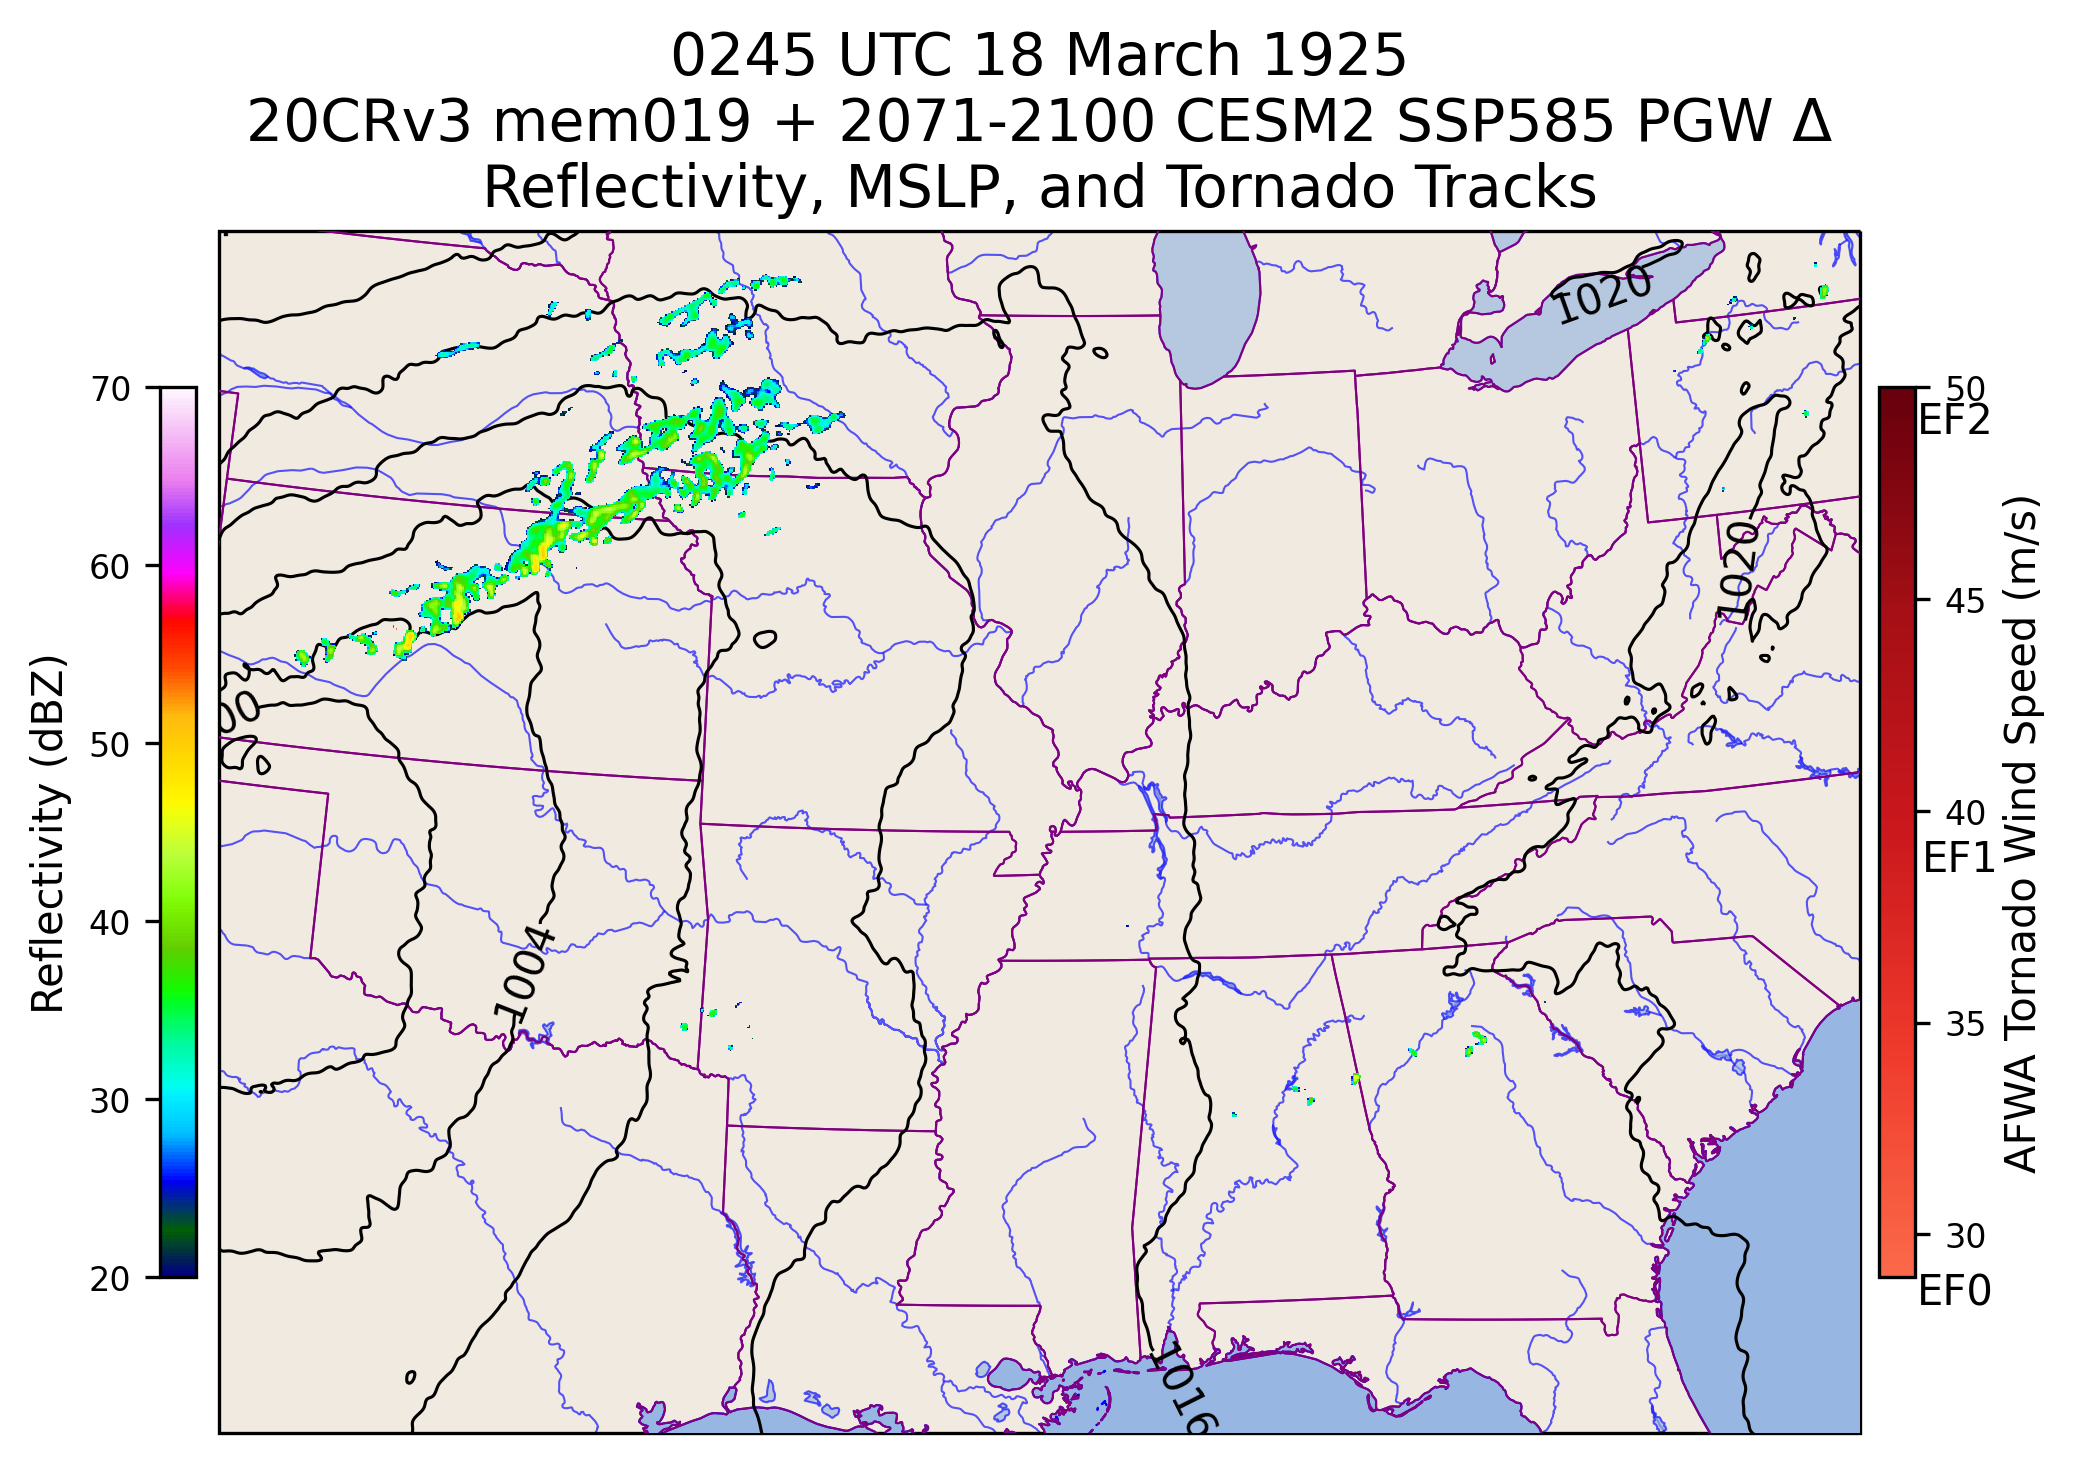 0245 UTC 18 March 1925
20CRv3 mem019 + 2071-2100 CESM2 SSP585 PGW Δ
Reflectivity, MSLP, and Tornado Tracks
Reflectivity (dBZ)
70
60
50
40
30
20
1020
1020
00
1004
1016
50
EF2
45
40
EF1
35
30
EF0
AFWA Tornado Wind Speed (m/s)